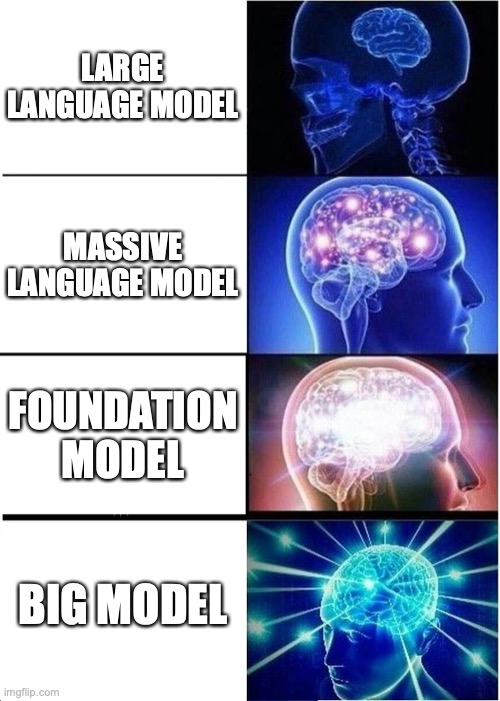 LARGE
LANGUAGE MODEL
MASSIVE
LANGUAGE MODEL
FOUNDATION
MODEL
BIG MODEL
imgflip.com